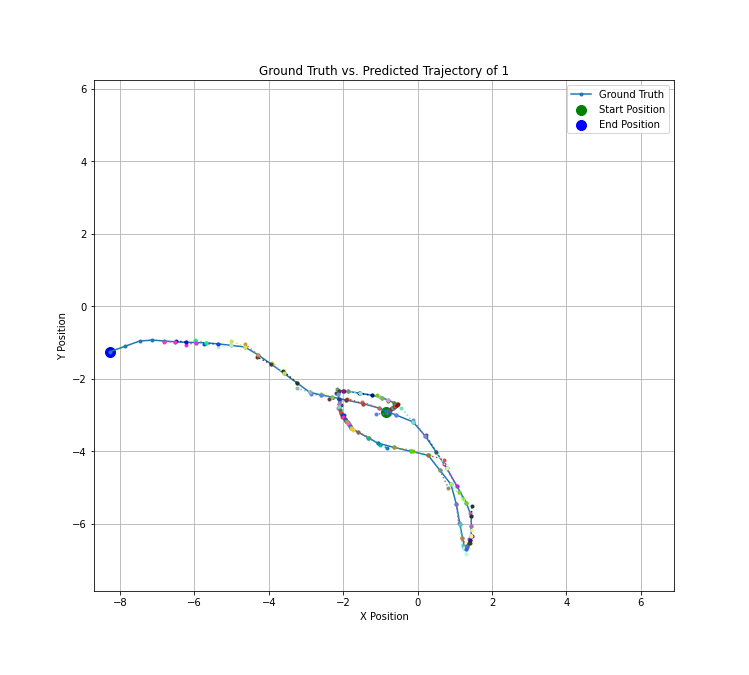 Ground Truth vs. Predicted Trajectory of 1
Ground Truth
Start Position
End Position
6
4
2
0
−2
−4
−6
Y Position
−8 −6 −4 −2 0 2 4 6
X Position